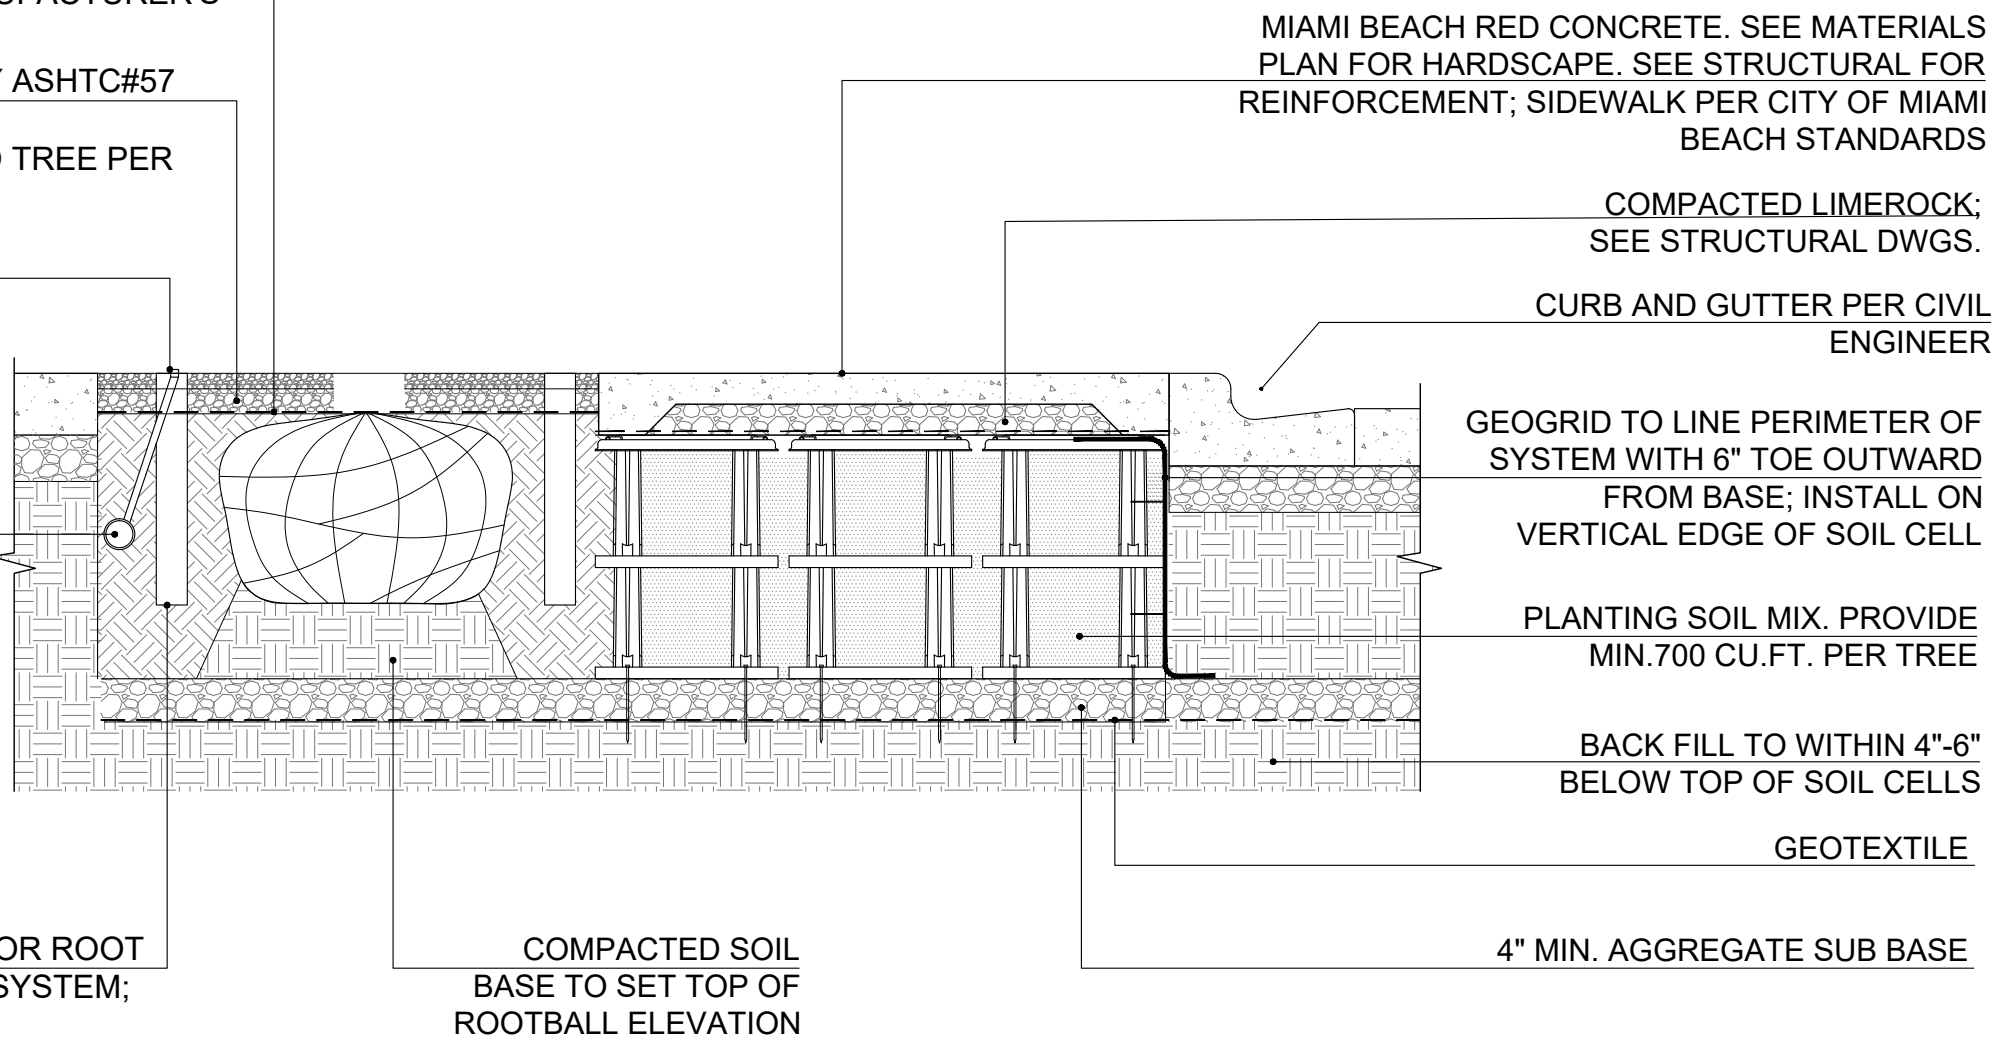 ASHTC#57
TREE PER
OR ROOT
SYSTEM;
COMPACTED SOIL
BASE TO SET TOP OF
ROOTBALL ELEVATION
MIAMI BEACH RED CONCRETE. SEE MATERIALS
PLAN FOR HARDSCAPE. SEE STRUCTURAL FOR
REINFORCEMENT; SIDEWALK PER CITY OF MIAMI
BEACH STANDARDS
COMPACTED LIMEROCK;
SEE STRUCTURAL DWGS.
CURB AND GUTTER PER CIVIL
ENGINEER
GEOGRID TO LINE PERIMETER OF
SYSTEM WITH 6" TOE OUTWARD
FROM BASE; INSTALL ON
VERTICAL EDGE OF SOIL CELL
PLANTING SOIL MIX. PROVIDE
MIN.700 CU.FT. PER TREE
BACK FILL TO WITHIN 4"-6"
BELOW TOP OF SOIL CELLS
GEOTEXTILE
4" MIN. AGGREGATE SUB BASE